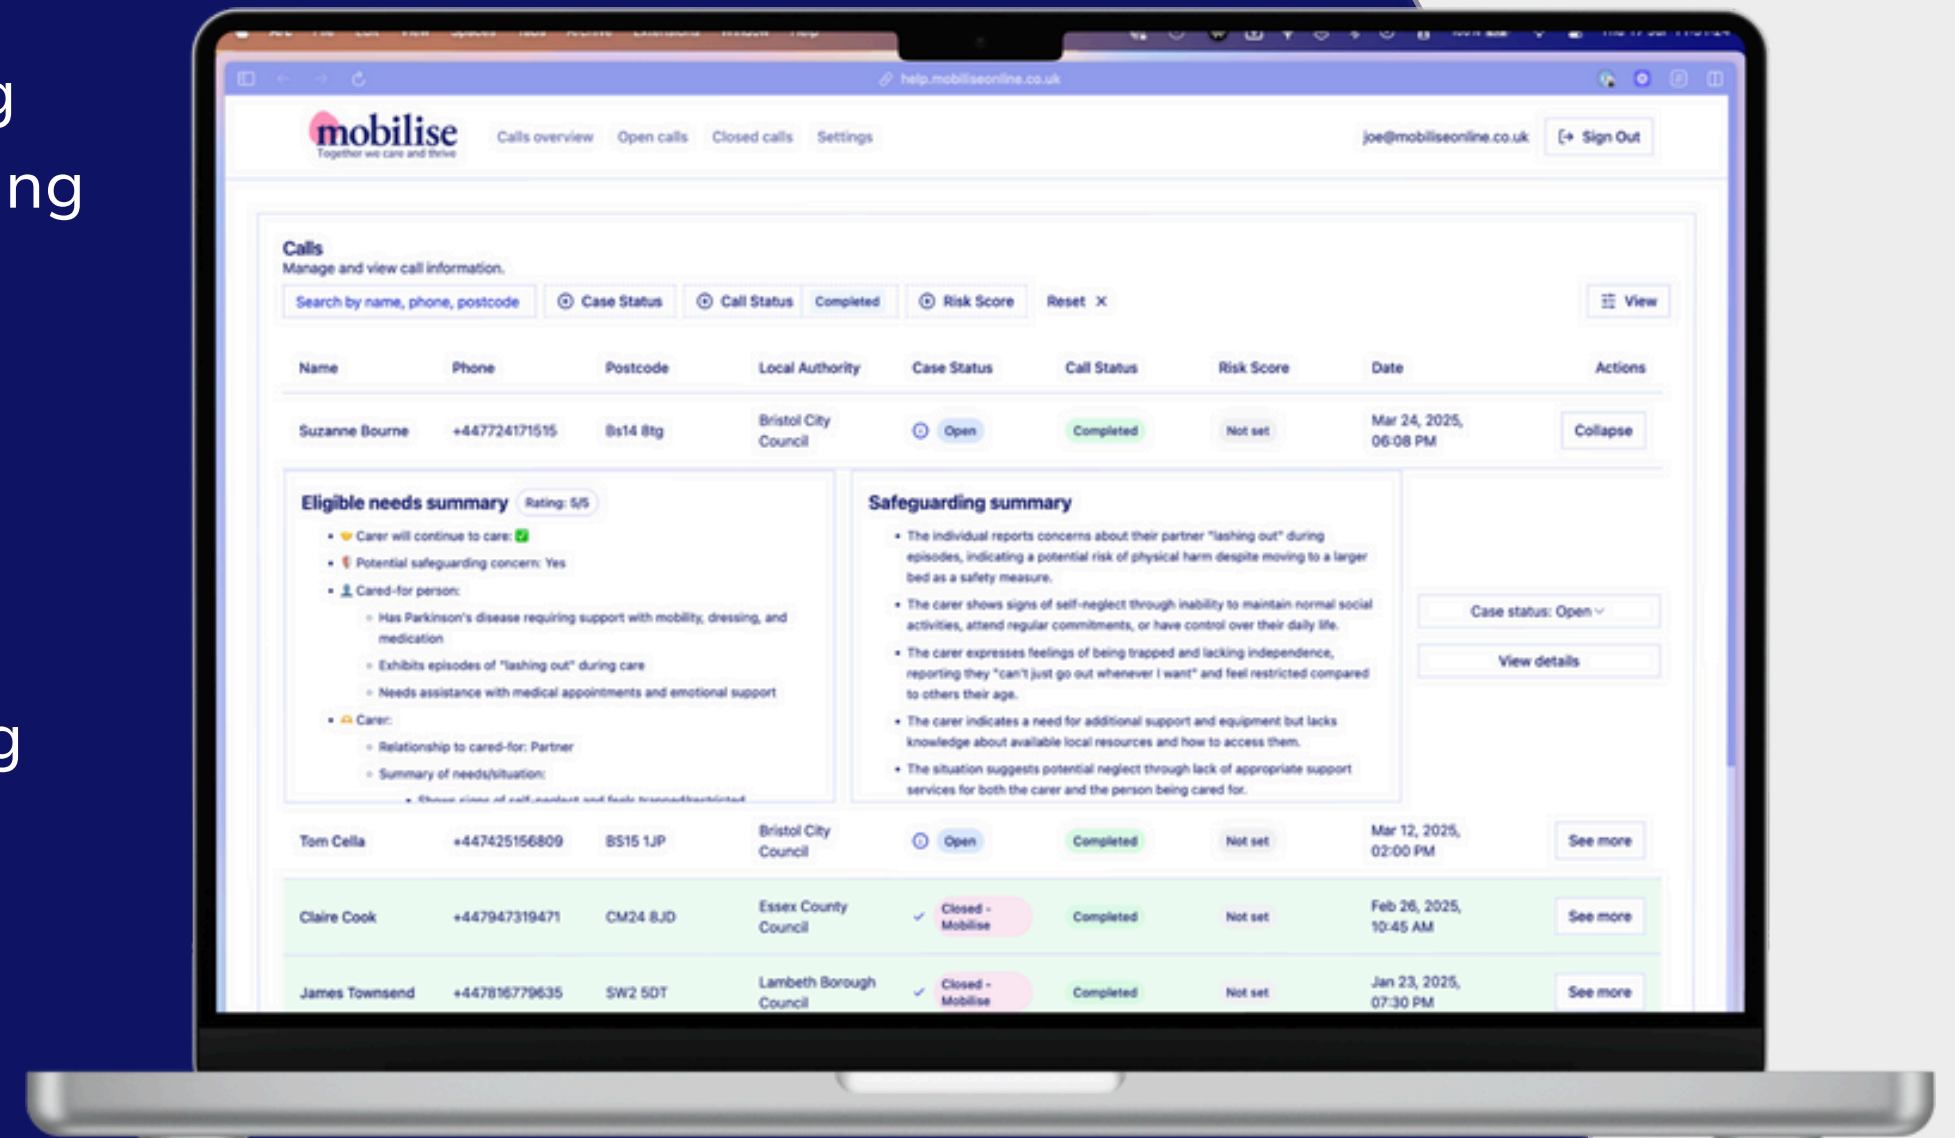 g
ng
g
help.mobiliseonline.co.uk
mobilise
Together we care and thrive
Calls overview Open calls Closed calls Settings
joe@mobiliseonline.co.uk Sign Out
Calls
Manage and view call information.
Search by name, phone, postcode Case Status Call Status Completed Risk Score Reset View
Name Phone Postcode Local Authority Case Status Call Status Risk Score Date Actions
Suzanne Bourne +447724171515 Bs14 8tg Bristol City Council Open Completed Not set Mar 24, 2025, 06:08 PM Collapse
Eligible needs summary Rating: 5/5
Carer will continue to care: ✅
Potential safeguarding concern: Yes
Cared-for person:
Has Parkinson's disease requiring support with mobility, dressing, and
medication
Exhibits episodes of "lashing out" during care
Needs assistance with medical appointments and emotional support
Carer:
Relationship to cared-for: Partner
Summary of needs/situation:
Shows signs of self-neglect and feels trapped/restricted
Safeguarding summary
The individual reports concerns about their partner "lashing out" during
episodes, indicating a potential risk of physical harm despite moving to a larger
bed as a safety measure.
The carer shows signs of self-neglect through inability to maintain normal social
activities, attend regular commitments, or have control over their daily life.
The carer expresses feelings of being trapped and lacking independence,
reporting they "can't just go out whenever I want" and feel restricted compared
to others their age.
The carer indicates a need for additional support and equipment but lacks
knowledge about available local resources and how to access them.
The situation suggests potential neglect through lack of appropriate support
services for both the carer and the person being cared for.
Case status: Open
View details
Tom Cella +447425156809 BS15 1JP Bristol City Council Open Completed Not set Mar 12, 2025, 02:00 PM See more
Claire Cook +447947319471 CM24 8JD Essex County Council Closed - Mobilise Completed Not set Feb 26, 2025, 10:45 AM See more
James Townsend +447816779635 SW2 5DT Lambeth Borough Council Closed - Mobilise Completed Not set Jan 23, 2025, 07:30 PM See more